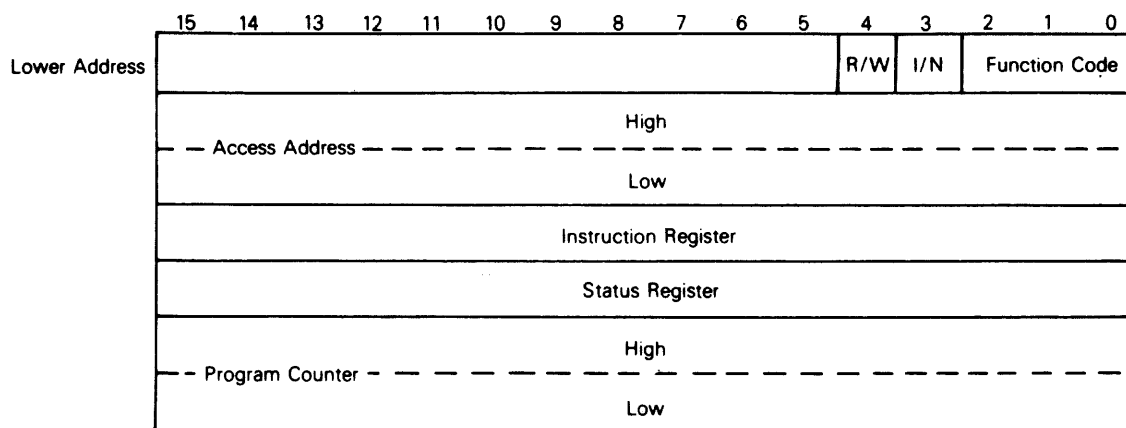 15 14 13 12 11 10 9 8 7 6 5 4 3 2 1 0
Lower Address R/W I/N Function Code
High
Access Address
Low
Instruction Register
Status Register
High
Program Counter
Low